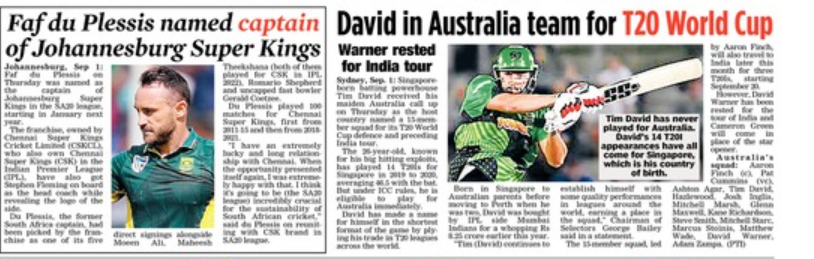 Faf du Plessis named captain
of Johannesburg Super Kings
Johannesburg, Sep 1:
Faf du Plessis on
Thursday was named as
the captain of
Johannesburg Super
Kings in the SA20 league,
starting in January next
year.
The franchise, owned by
Chennai Super Kings
Cricket Limited (CSKCL),
who also own Chennai
Super Kings (CSK) in the
Indian Premier League
(IPL), have also got
Stephen Fleming on board
as the head coach while
revealing the logo of the
side.
Du Plessis, the former
South Africa captain, had
been picked by the fran-
chise as one of its five
direct signings alongside
Moeen Ali, Maheesh
Theekshana (both of them
played for CSK in IPL
2022), Romario Shepherd
and uncapped fast bowler
Gerald Coetzee.
Du Plessis played 100
matches for Chennai
Super Kings, first from
2011-15 and then from 2018-
2021.
"I have an extremely
lucky and long relation-
ship with Chennai. When
the opportunity presented
itself again, I was extreme-
ly happy with that. I think
it's going to be (the SA20
league) incredibly crucial
for the sustainability of
South African cricket,"
said du Plessis on reunit-
ing with CSK brand in
SA20 league.
David in Australia team for T20 World Cup
Warner rested
for India tour
Sydney, Sep. 1: Singapore-
born batting powerhouse
Tim David received his
maiden Australia call up
on Thursday as the host
country named a 15-mem-
ber squad for its T20 World
Cup defence and preceding
India tour.
The 26-year-old, known
for his big hitting exploits,
has played 14 T20Is for
Singapore in 2019 to 2020,
averaging 46.5 with the bat.
But under ICC rules, he is
eligible to play for
Australia immediately.
David has made a name
for himself in the shortest
format of the game by ply-
ing his trade in T20 leagues
across the world.
Tim David has never
played for Australia.
David's 14 T20I
appearances have all
come for Singapore,
which is his country
of birth.
Born in Singapore to
Australian parents before
moving to Perth when he
was two, David was bought
by IPL side Mumbai
Indians for a whopping Rs
8.25 crore earlier this year.
"Tim (David) continues to
establish himself with
some quality performances
in leagues around the
world, earning a place in
the squad," Chairman of
Selectors George Bailey
said in a statement.
The 15-member squad, led
by Aaron Finch,
will also travel to
India later this
month for three
T20Is, starting
September 20.
However, David
Warner has been
rested for the
tour of India and
Cameron Green
will come in
place of the star
opener.
Australia's
squad: Aaron
Finch (c), Pat
Cummins (vc),
Ashton Agar, Tim David,
Hazlewood, Josh Inglis,
Mitchell Marsh, Glenn
Maxwell, Kane Richardson,
Steve Smith, Mitchell Starc,
Marcus Stoinis, Matthew
Wade, David Warner,
Adam Zampa. (PTI)